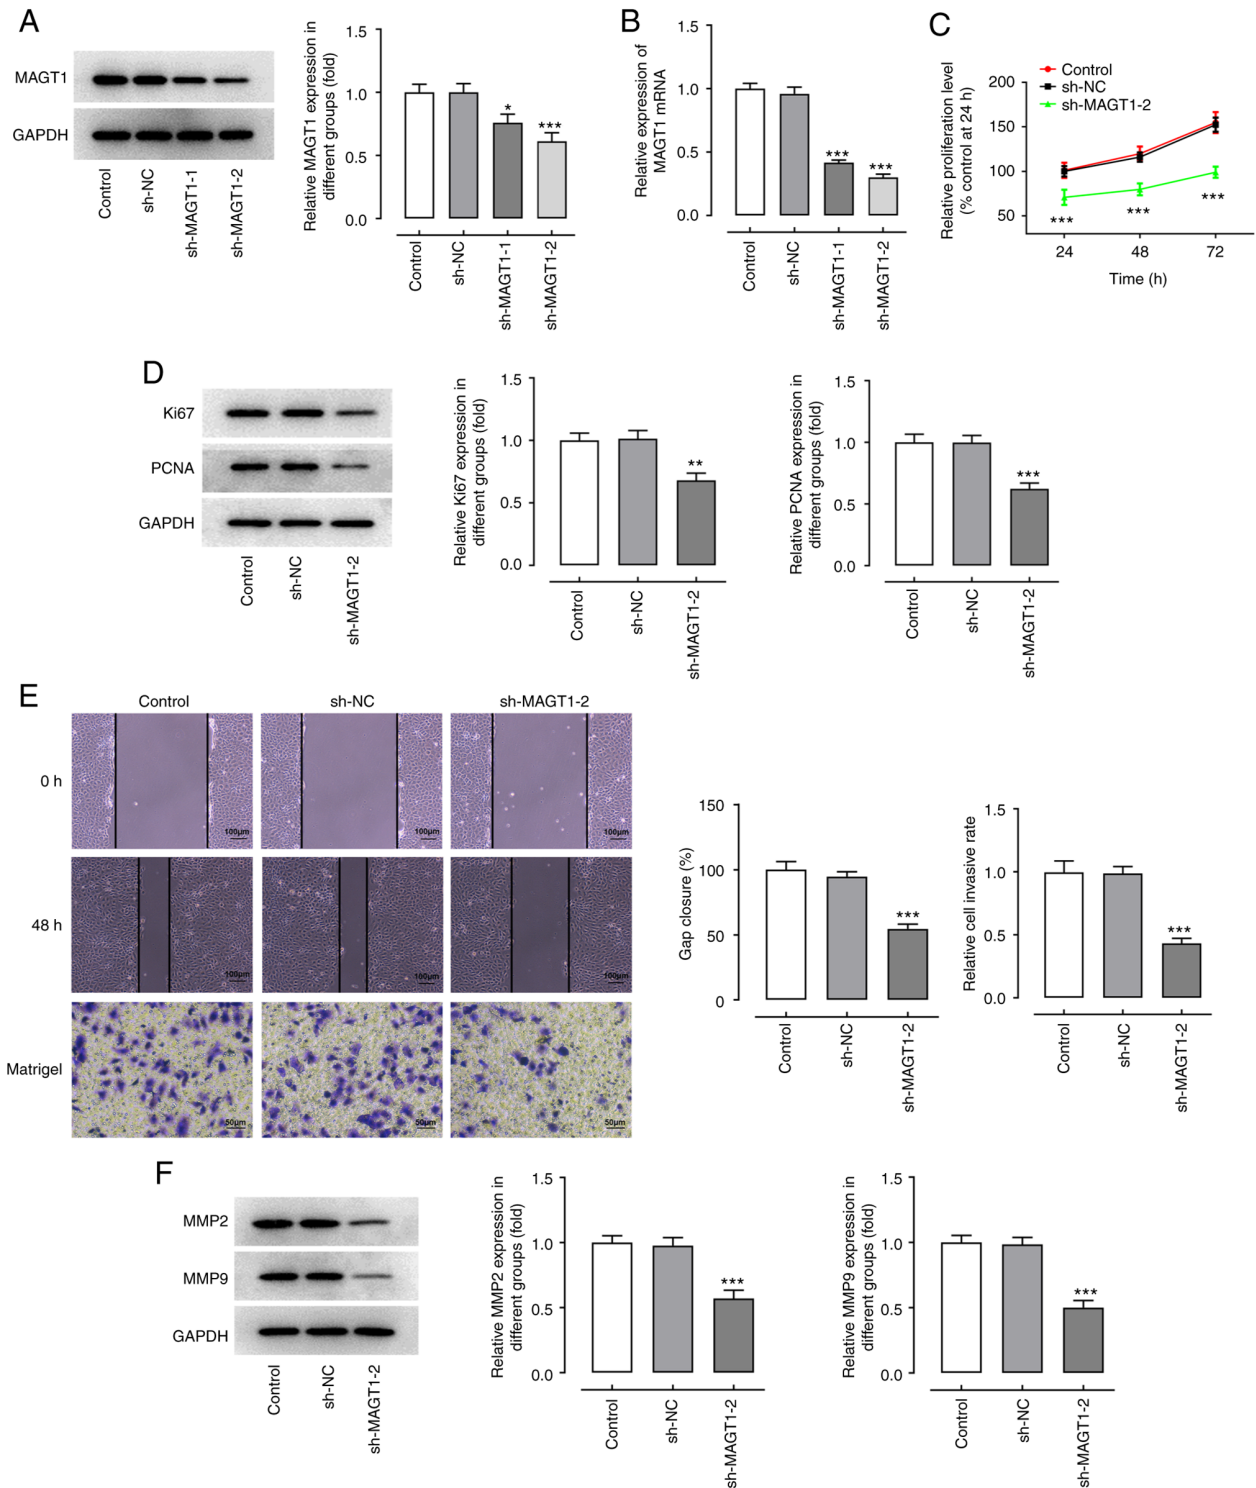 A
MAGT1
GAPDH
Control
sh-NC
sh-MAGT1-1
sh-MAGT1-2
Relative MAGT1 expression in
different groups (fold)
1.5
1.0
0.5
0.0
*
***
Control
sh-NC
sh-MAGT1-1
sh-MAGT1-2
B
Relative expression of
MAGT1 mRNA
1.5
1.0
0.5
0.0
***
***
Control
sh-NC
sh-MAGT1-1
sh-MAGT1-2
C
Relative proliferation level
(% control at 24 h)
200
150
100
50
Control
sh-NC
sh-MAGT1-2
***
***
***
24
48
72
Time (h)
D
Ki67
PCNA
GAPDH
Control
sh-NC
sh-MAGT1-2
Relative Ki67 expression in
different groups (fold)
1.5
1.0
0.5
0.0
**
Control
sh-NC
sh-MAGT1-2
Relative PCNA expression in
different groups (fold)
1.5
1.0
0.5
0.0
***
Control
sh-NC
sh-MAGT1-2
E
Control
sh-NC
sh-MAGT1-2
0 h
100µm
100µm
100µm
48 h
100µm
100µm
100µm
Matrigel
50µm
50µm
50µm
Gap closure (%)
150
100
50
0
***
Control
sh-NC
sh-MAGT1-2
Relative cell invasive rate
1.5
1.0
0.5
0.0
***
Control
sh-NC
sh-MAGT1-2
F
MMP2
MMP9
GAPDH
Control
sh-NC
sh-MAGT1-2
Relative MMP2 expression in
different groups (fold)
1.5
1.0
0.5
0.0
***
Control
sh-NC
sh-MAGT1-2
Relative MMP9 expression in
different groups (fold)
1.5
1.0
0.5
0.0
***
Control
sh-NC
sh-MAGT1-2